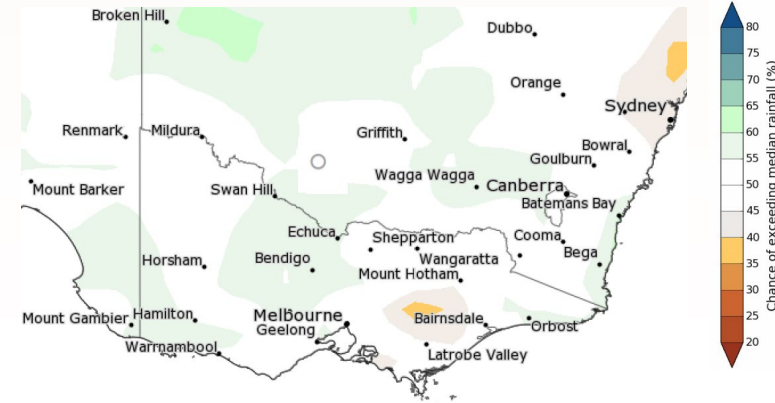 Broken Hill
Dubbo
Orange
Sydney
Renmark
Mildura
Griffith
Bowral
Goulburn
Wagga Wagga
Canberra
Mount Barker
Swan Hill
Batemans Bay
Echuca
Shepparton
Cooma
Bega
Horsham
Bendigo
Wangaratta
Mount Hotham
Mount Gambier
Hamilton
Melbourne
Geelong
Bairnsdale
Orbost
Warrnambool
Latrobe Valley
80
75
70
65
60
55
50
45
40
35
30
25
20
Chance of exceeding median rainfall (%)